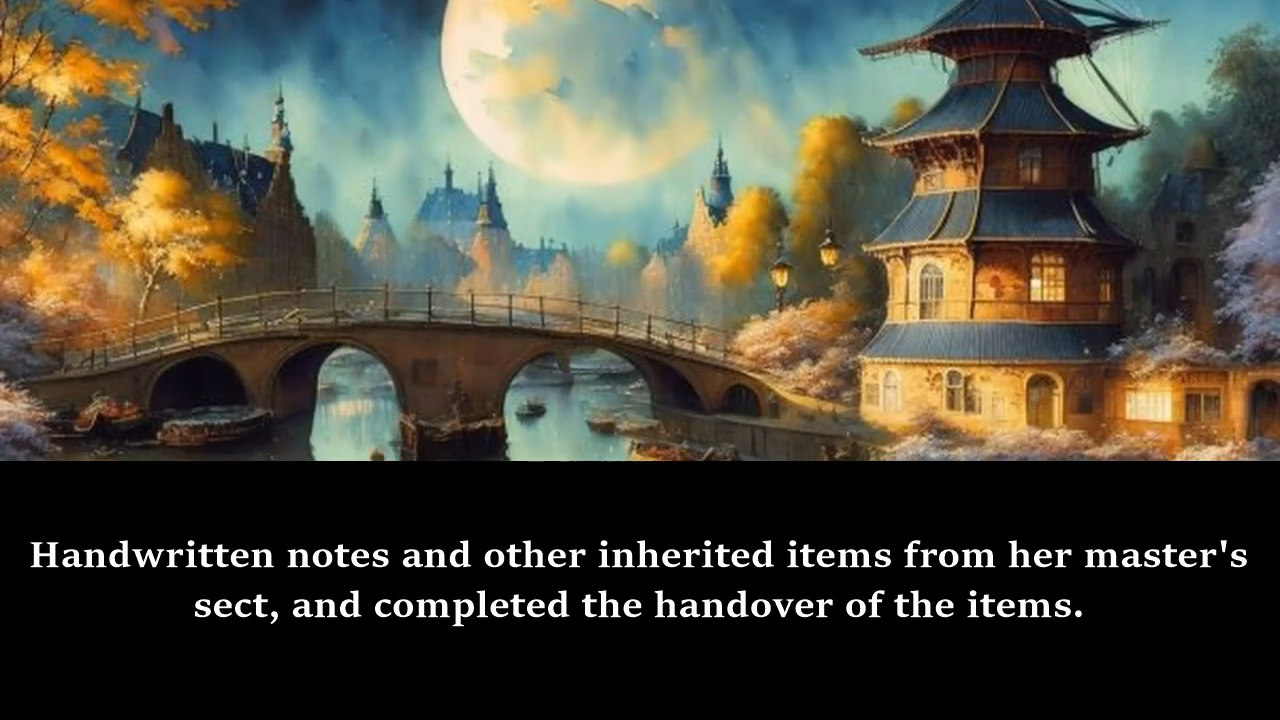 Handwritten notes and other inherited items from her master's
sect, and completed the handover of the items.